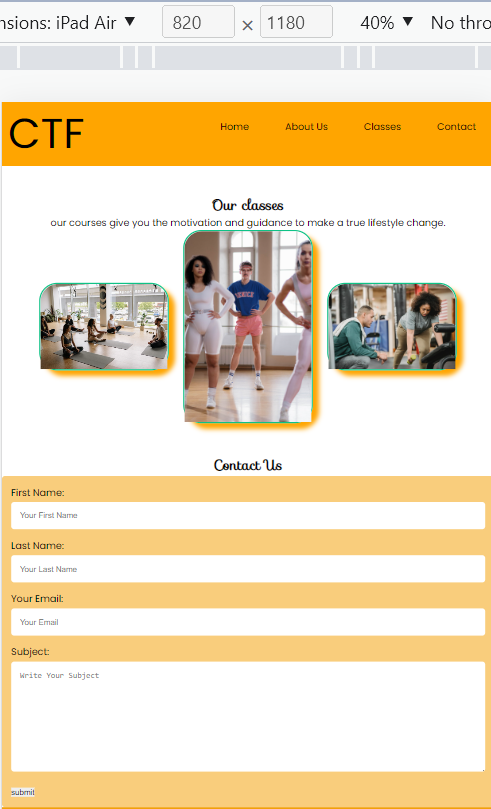 nsions: iPad Air ▼ 820 × 1180 40% ▼ No thro
CTF
Home About Us Classes Contact
Our classes
our courses give you the motivation and guidance to make a true lifestyle change.
Contact Us
First Name:
Your First Name
Last Name:
Your Last Name
Your Email:
Your Email
Subject:
Write Your Subject
submit